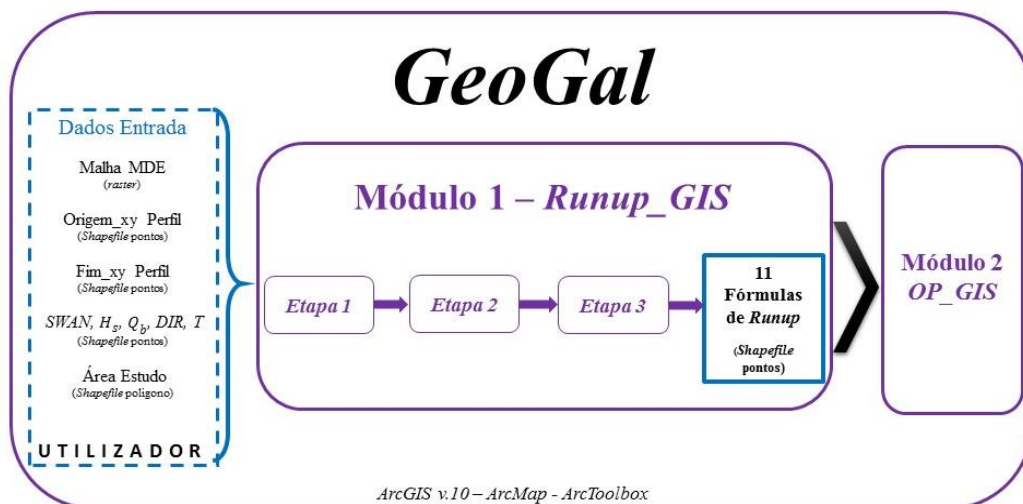 GeoGal
Dados Entrada
Malha MDE
(raster)
Origem_xy Perfil
(Shapefile pontos)
Fim_xy Perfil
(Shapefile pontos)
SWAN, Hs, Qb, DIR, T
(Shapefile pontos)
Área Estudo
(Shapefile poligono)
UTILIZADOR
Módulo 1 – Runup_GIS
Etapa 1
Etapa 2
Etapa 3
11
Fórmulas
de Runup
(Shapefile
pontos)
Módulo 2
OP_GIS
ArcGIS v.10 – ArcMap - ArcToolbox